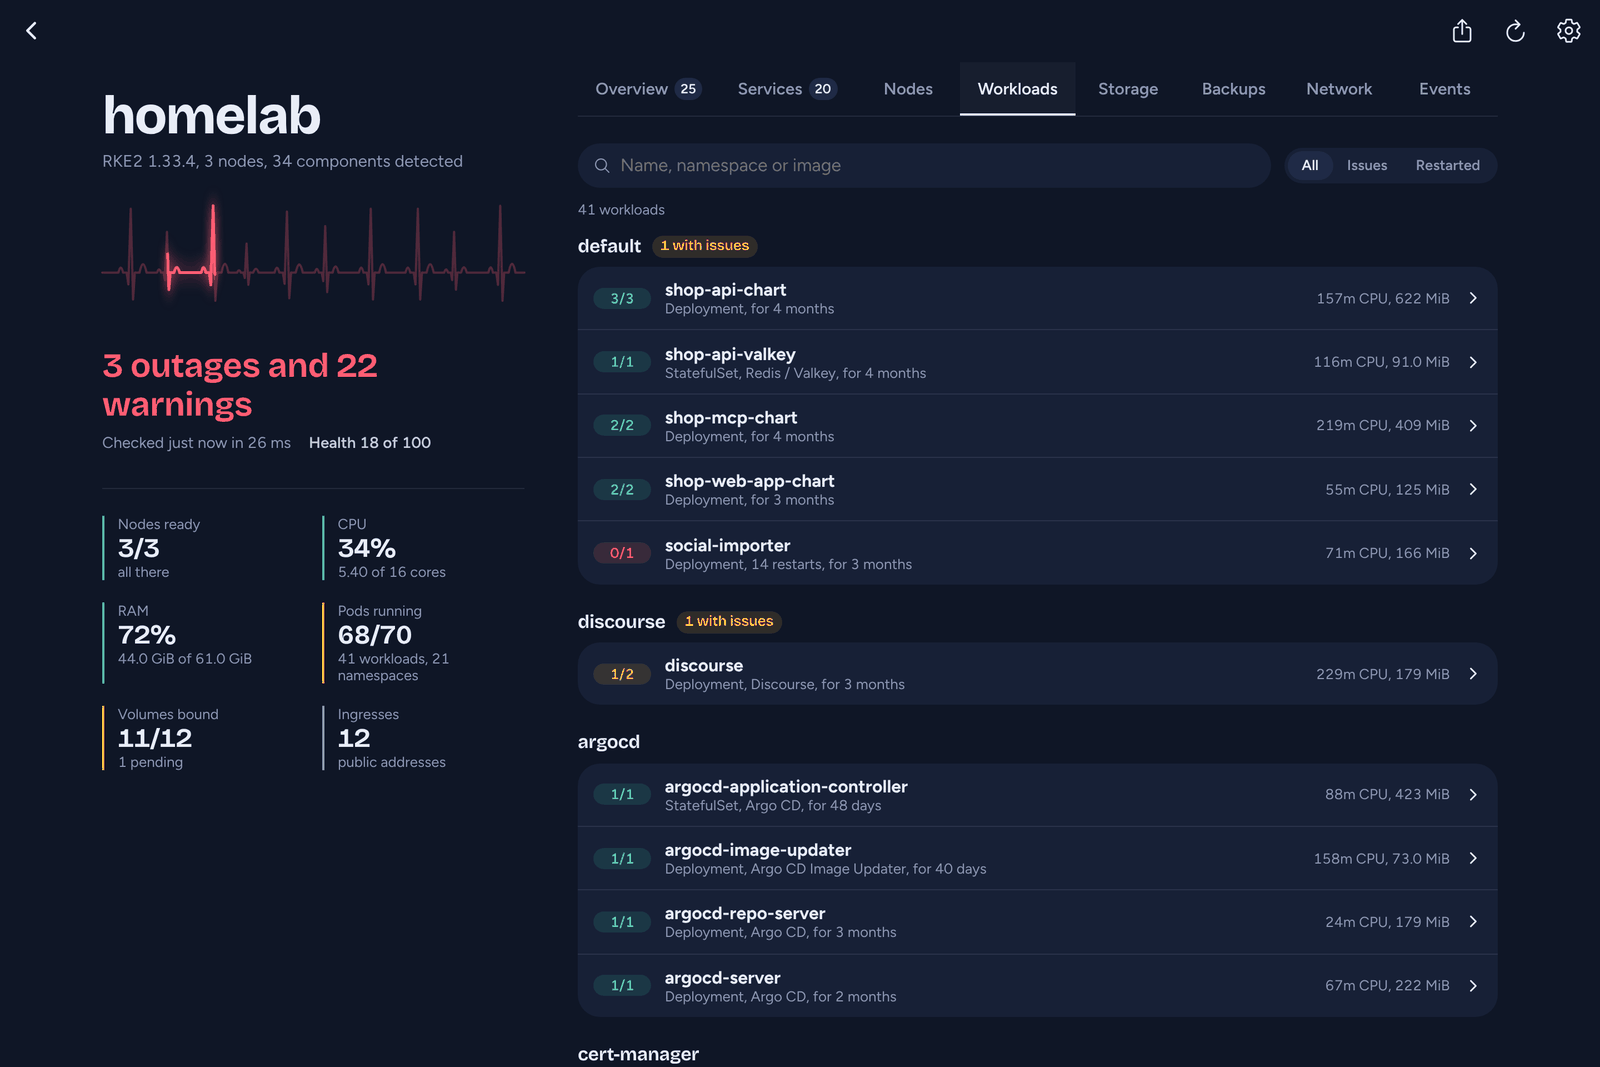 homelab
RKE2 1.33.4, 3 nodes, 34 components detected
3 outages and 22
warnings
Checked just now in 26 ms Health 18 of 100
Nodes ready
3/3
all there
CPU
34%
5.40 of 16 cores
RAM
72%
44.0 GiB of 61.0 GiB
Pods running
68/70
41 workloads, 21
namespaces
Volumes bound
11/12
1 pending
Ingresses
12
public addresses
Overview 25 Services 20 Nodes Workloads Storage Backups Network Events
Name, namespace or image
All Issues Restarted
41 workloads
default 1 with issues
3/3 shop-api-chart 157m CPU, 622 MiB
Deployment, for 4 months
1/1 shop-api-valkey 116m CPU, 91.0 MiB
StatefulSet, Redis / Valkey, for 4 months
2/2 shop-mcp-chart 219m CPU, 409 MiB
Deployment, for 4 months
2/2 shop-web-app-chart 55m CPU, 125 MiB
Deployment, for 3 months
0/1 social-importer 71m CPU, 166 MiB
Deployment, 14 restarts, for 3 months
discourse 1 with issues
1/2 discourse 229m CPU, 179 MiB
Deployment, Discourse, for 3 months
argocd
1/1 argocd-application-controller 88m CPU, 423 MiB
StatefulSet, Argo CD, for 48 days
1/1 argocd-image-updater 158m CPU, 73.0 MiB
Deployment, Argo CD Image Updater, for 40 days
1/1 argocd-repo-server 24m CPU, 179 MiB
Deployment, Argo CD, for 3 months
1/1 argocd-server 67m CPU, 222 MiB
Deployment, Argo CD, for 2 months
cert-manager